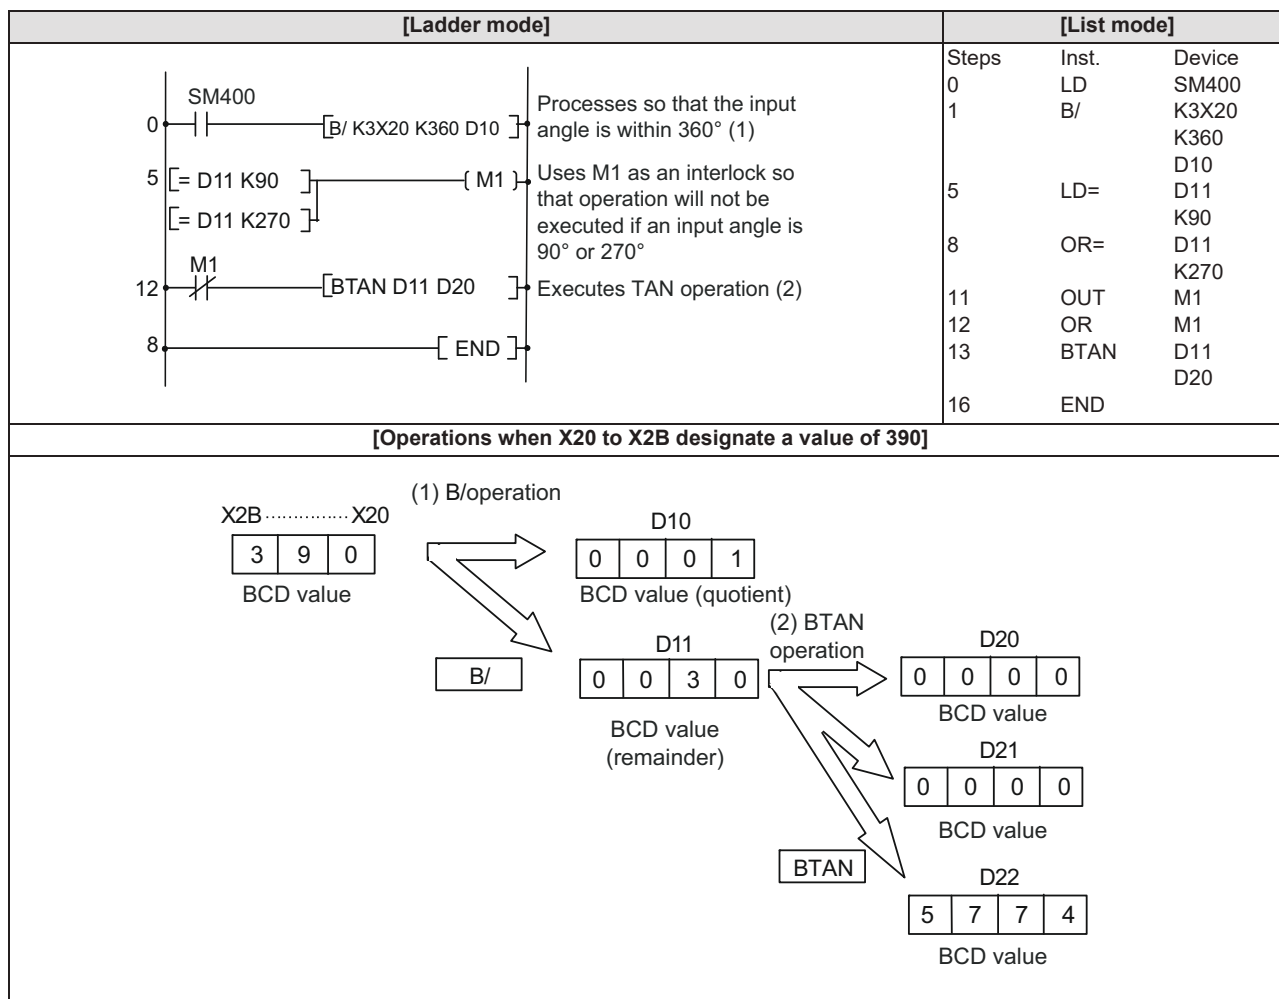 [Ladder mode]
[List mode]
SM400
0
B/ K3X20 K360 D10
Processes so that the input
angle is within 360° (1)
5
= D11 K90
M1
= D11 K270
Uses M1 as an interlock so
that operation will not be
executed if an input angle is
90° or 270°
M1
12
BTAN D11 D20
Executes TAN operation (2)
8
END
Steps Inst. Device
0 LD SM400
1 B/ K3X20
K360
D10
5 LD= D11
K90
8 OR= D11
K270
11 OUT M1
12 OR M1
13 BTAN D11
D20
16 END
[Operations when X20 to X2B designate a value of 390]
(1) B/operation
X2B ··············· X20
3 9 0
BCD value
D10
0 0 0 1
BCD value (quotient)
B/
D11
0 0 3 0
BCD value
(remainder)
(2) BTAN
operation
D20
0 0 0 0
BCD value
D21
0 0 0 0
BCD value
BTAN
D22
5 7 7 4
BCD value